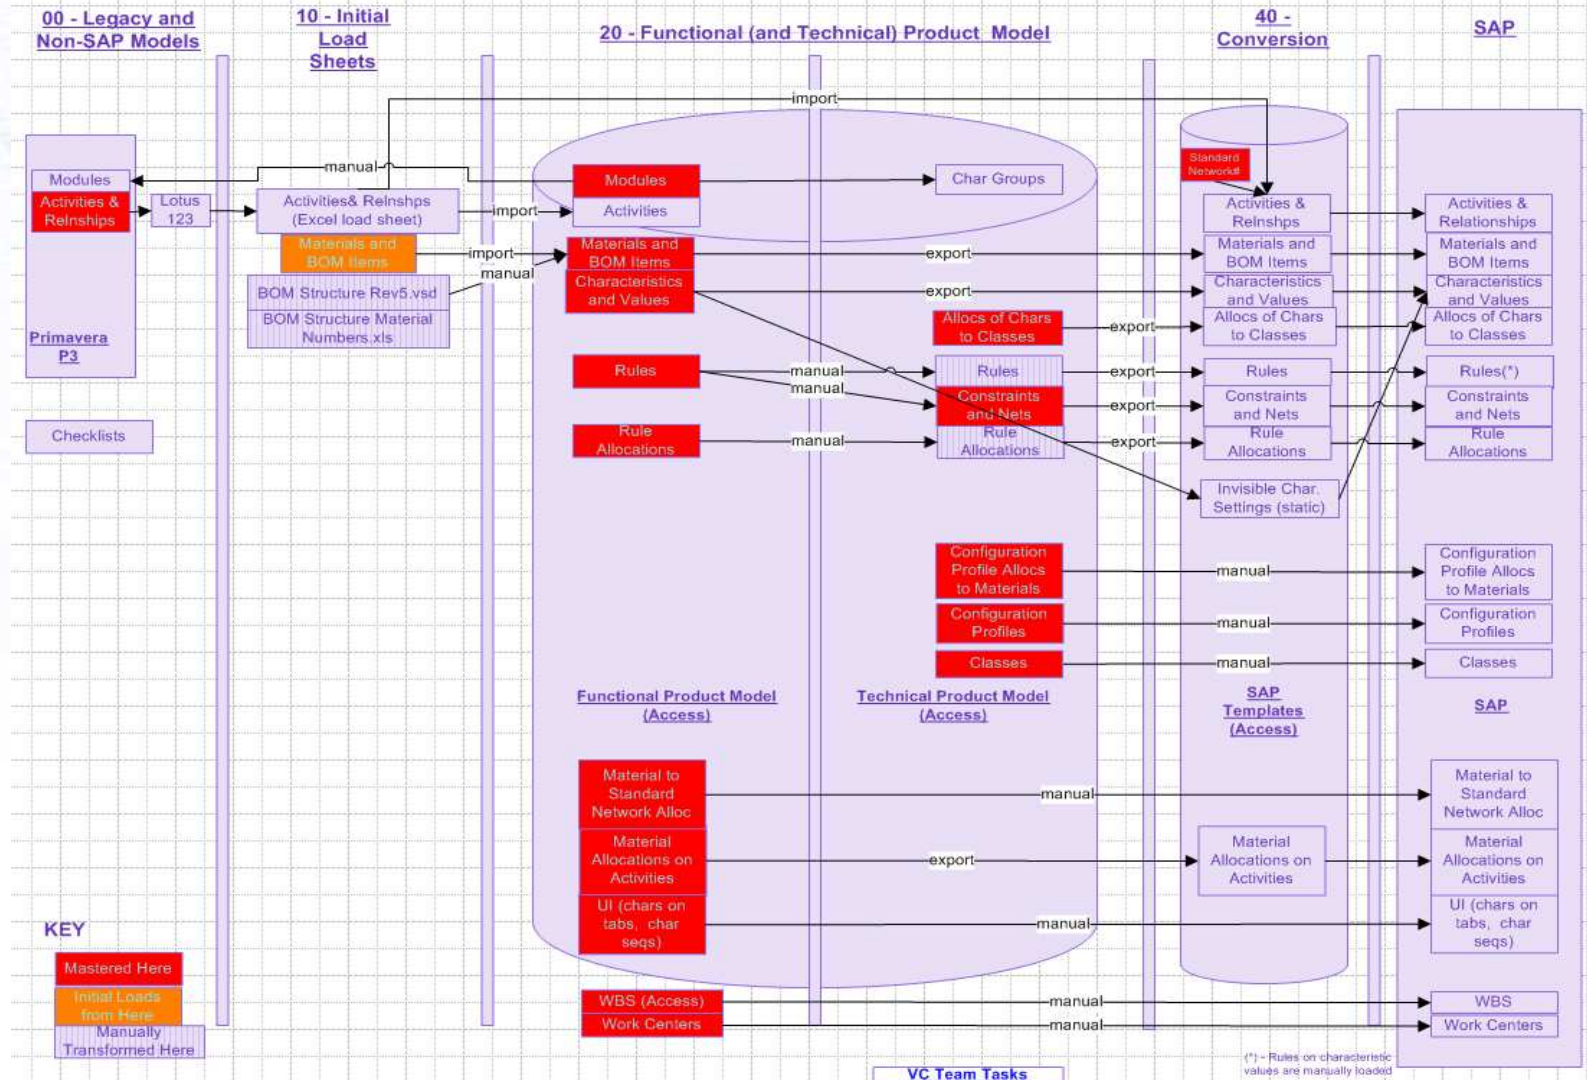 00 - Legacy and
Non-SAP Models
10 - Initial
Load
Sheets
20 - Functional (and Technical) Product Model
40 -
Conversion
SAP
import
manual
Modules
Activities &
Relnships
Lotus
123
Activities& Relnshps
(Excel load sheet)
import
Modules
Activities
Char Groups
Standard
Network#
Activities &
Relnshps
Activities &
Relationships
Materials and
BOM Items
import
manual
Materials and
BOM Items
export
Materials and
BOM Items
Materials and
BOM Items
BOM Structure Rev5.vsd
BOM Structure Material
Numbers.xls
Characteristics
and Values
export
Characteristics
and Values
Characteristics
and Values
Primavera
P3
Allocs of Chars
to Classes
export
Allocs of Chars
to Classes
Allocs of Chars
to Classes
Rules
manual
manual
Rules
export
Rules
Rules(*)
Constraints
and Nets
export
Constraints
and Nets
Constraints
and Nets
Checklists
Rule
Allocations
manual
Rule
Allocations
export
Rule
Allocations
Rule
Allocations
Invisible Char.
Settings (static)
Configuration
Profile Allocs
to Materials
manual
Configuration
Profile Allocs
to Materials
Configuration
Profiles
manual
Configuration
Profiles
Classes
manual
Classes
Functional Product Model
(Access)
Technical Product Model
(Access)
SAP
Templates
(Access)
SAP
Material to
Standard
Network Alloc
manual
Material to
Standard
Network Alloc
Material
Allocations on
Activities
export
Material
Allocations on
Activities
Material
Allocations on
Activities
UI (chars on
tabs, char
seqs)
manual
UI (chars on
tabs, char
seqs)
KEY
Mastered Here
Initial Loads
from Here
Manually
Transformed Here
WBS (Access)
manual
WBS
Work Centers
manual
Work Centers
(*) - Rules on characteristic
values are manually loaded
VC Team Tasks